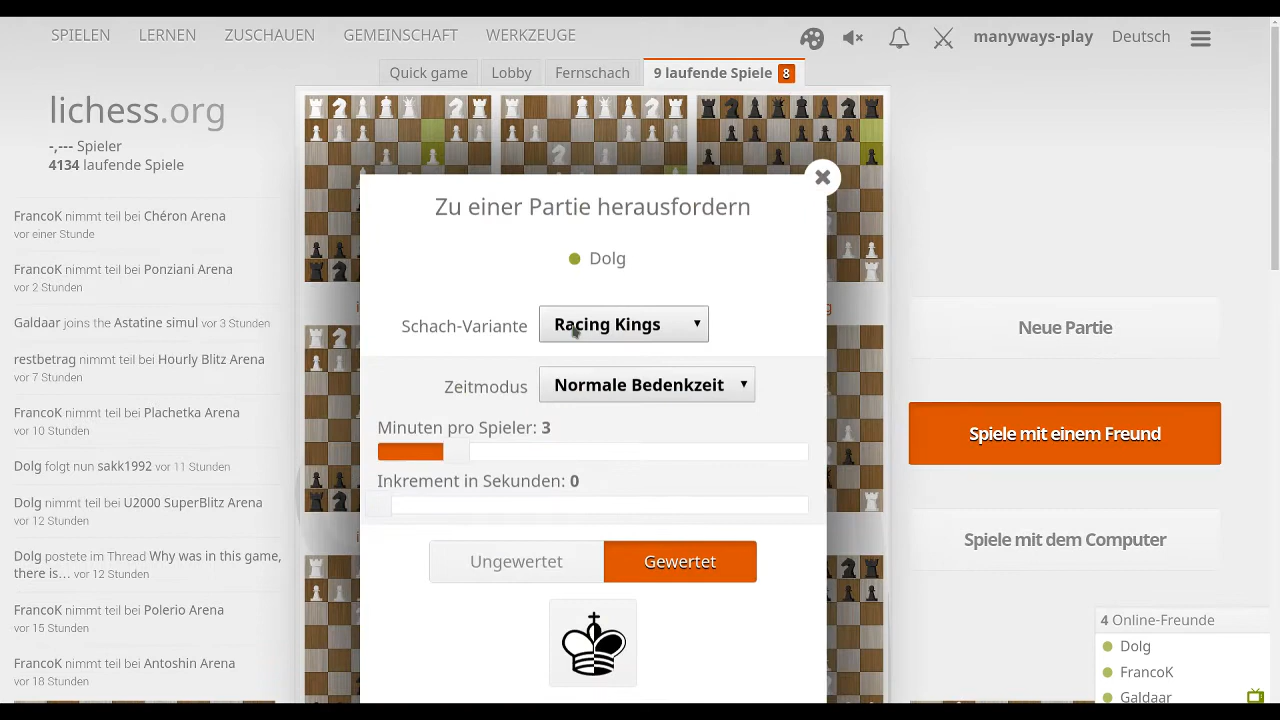 SPIELEN LERNEN ZUSCHAUEN GEMEINSCHAFT WERKZEUGE manyways-play Deutsch
Quick game Lobby Fernschach 9 laufende Spiele 8
lichess.org
-,--- Spieler
4134 laufende Spiele
FrancoK nimmt teil bei Chéron Arena
vor einer Stunde
FrancoK nimmt teil bei Ponziani Arena
vor 2 Stunden
Galdaar joins the Astatine simul vor 3 Stunden
restbetrag nimmt teil bei Hourly Blitz Arena
vor 7 Stunden
FrancoK nimmt teil bei Plachetka Arena
vor 10 Stunden
Dolg folgt nun sakk1992 vor 11 Stunden
Dolg nimmt teil bei U2000 SuperBlitz Arena
vor 12 Stunden
Dolg postete im Thread Why was in this game,
there is... vor 12 Stunden
FrancoK nimmt teil bei Polerio Arena
vor 15 Stunden
FrancoK nimmt teil bei Antoshin Arena
vor 18 Stunden
Zu einer Partie herausfordern
Dolg
Schach-Variante Racing Kings
Zeitmodus Normale Bedenkzeit
Minuten pro Spieler: 3
Inkrement in Sekunden: 0
Ungewertet Gewertet
Neue Partie
Spiele mit einem Freund
Spiele mit dem Computer
4 Online-Freunde
Dolg
FrancoK
Galdaar